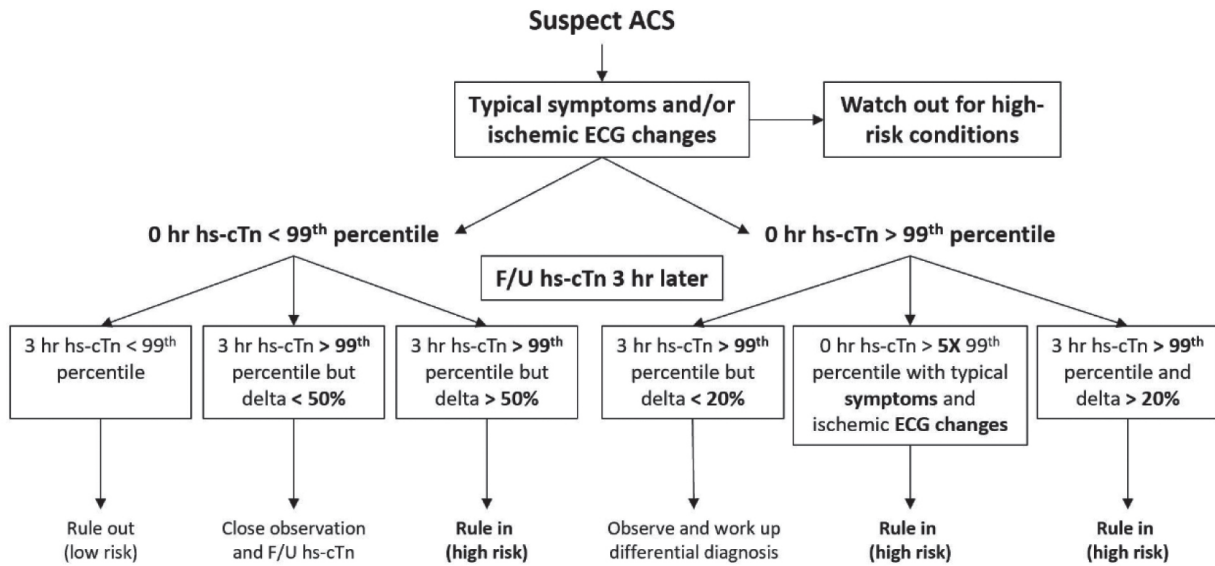 Suspect ACS
Typical symptoms and/or
ischemic ECG changes
Watch out for high-
risk conditions
0 hr hs-cTn < 99th percentile
0 hr hs-cTn > 99th percentile
F/U hs-cTn 3 hr later
3 hr hs-cTn < 99th
percentile
3 hr hs-cTn > 99th
percentile but
delta < 50%
3 hr hs-cTn > 99th
percentile but
delta > 50%
3 hr hs-cTn > 99th
percentile but
delta < 20%
0 hr hs-cTn > 5X 99th
percentile with typical
symptoms and
ischemic ECG changes
3 hr hs-cTn > 99th
percentile and
delta > 20%
Rule out
(low risk)
Close observation
and F/U hs-cTn
Rule in
(high risk)
Observe and work up
differential diagnosis
Rule in
(high risk)
Rule in
(high risk)